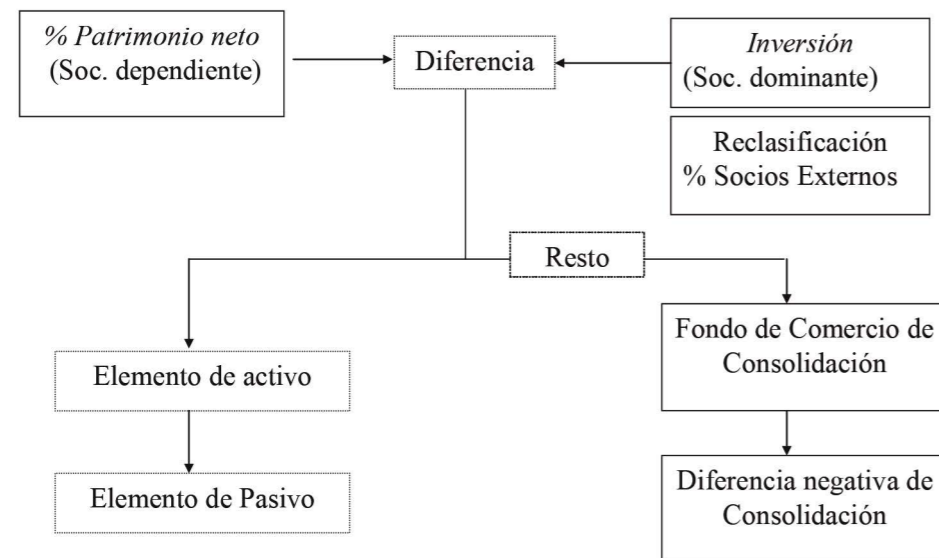 % Patrimonio neto
(Soc. dependiente)
Diferencia
Inversión
(Soc. dominante)
Reclasificación
% Socios Externos
Resto
Elemento de activo
Elemento de Pasivo
Fondo de Comercio de
Consolidación
Diferencia negativa de
Consolidación